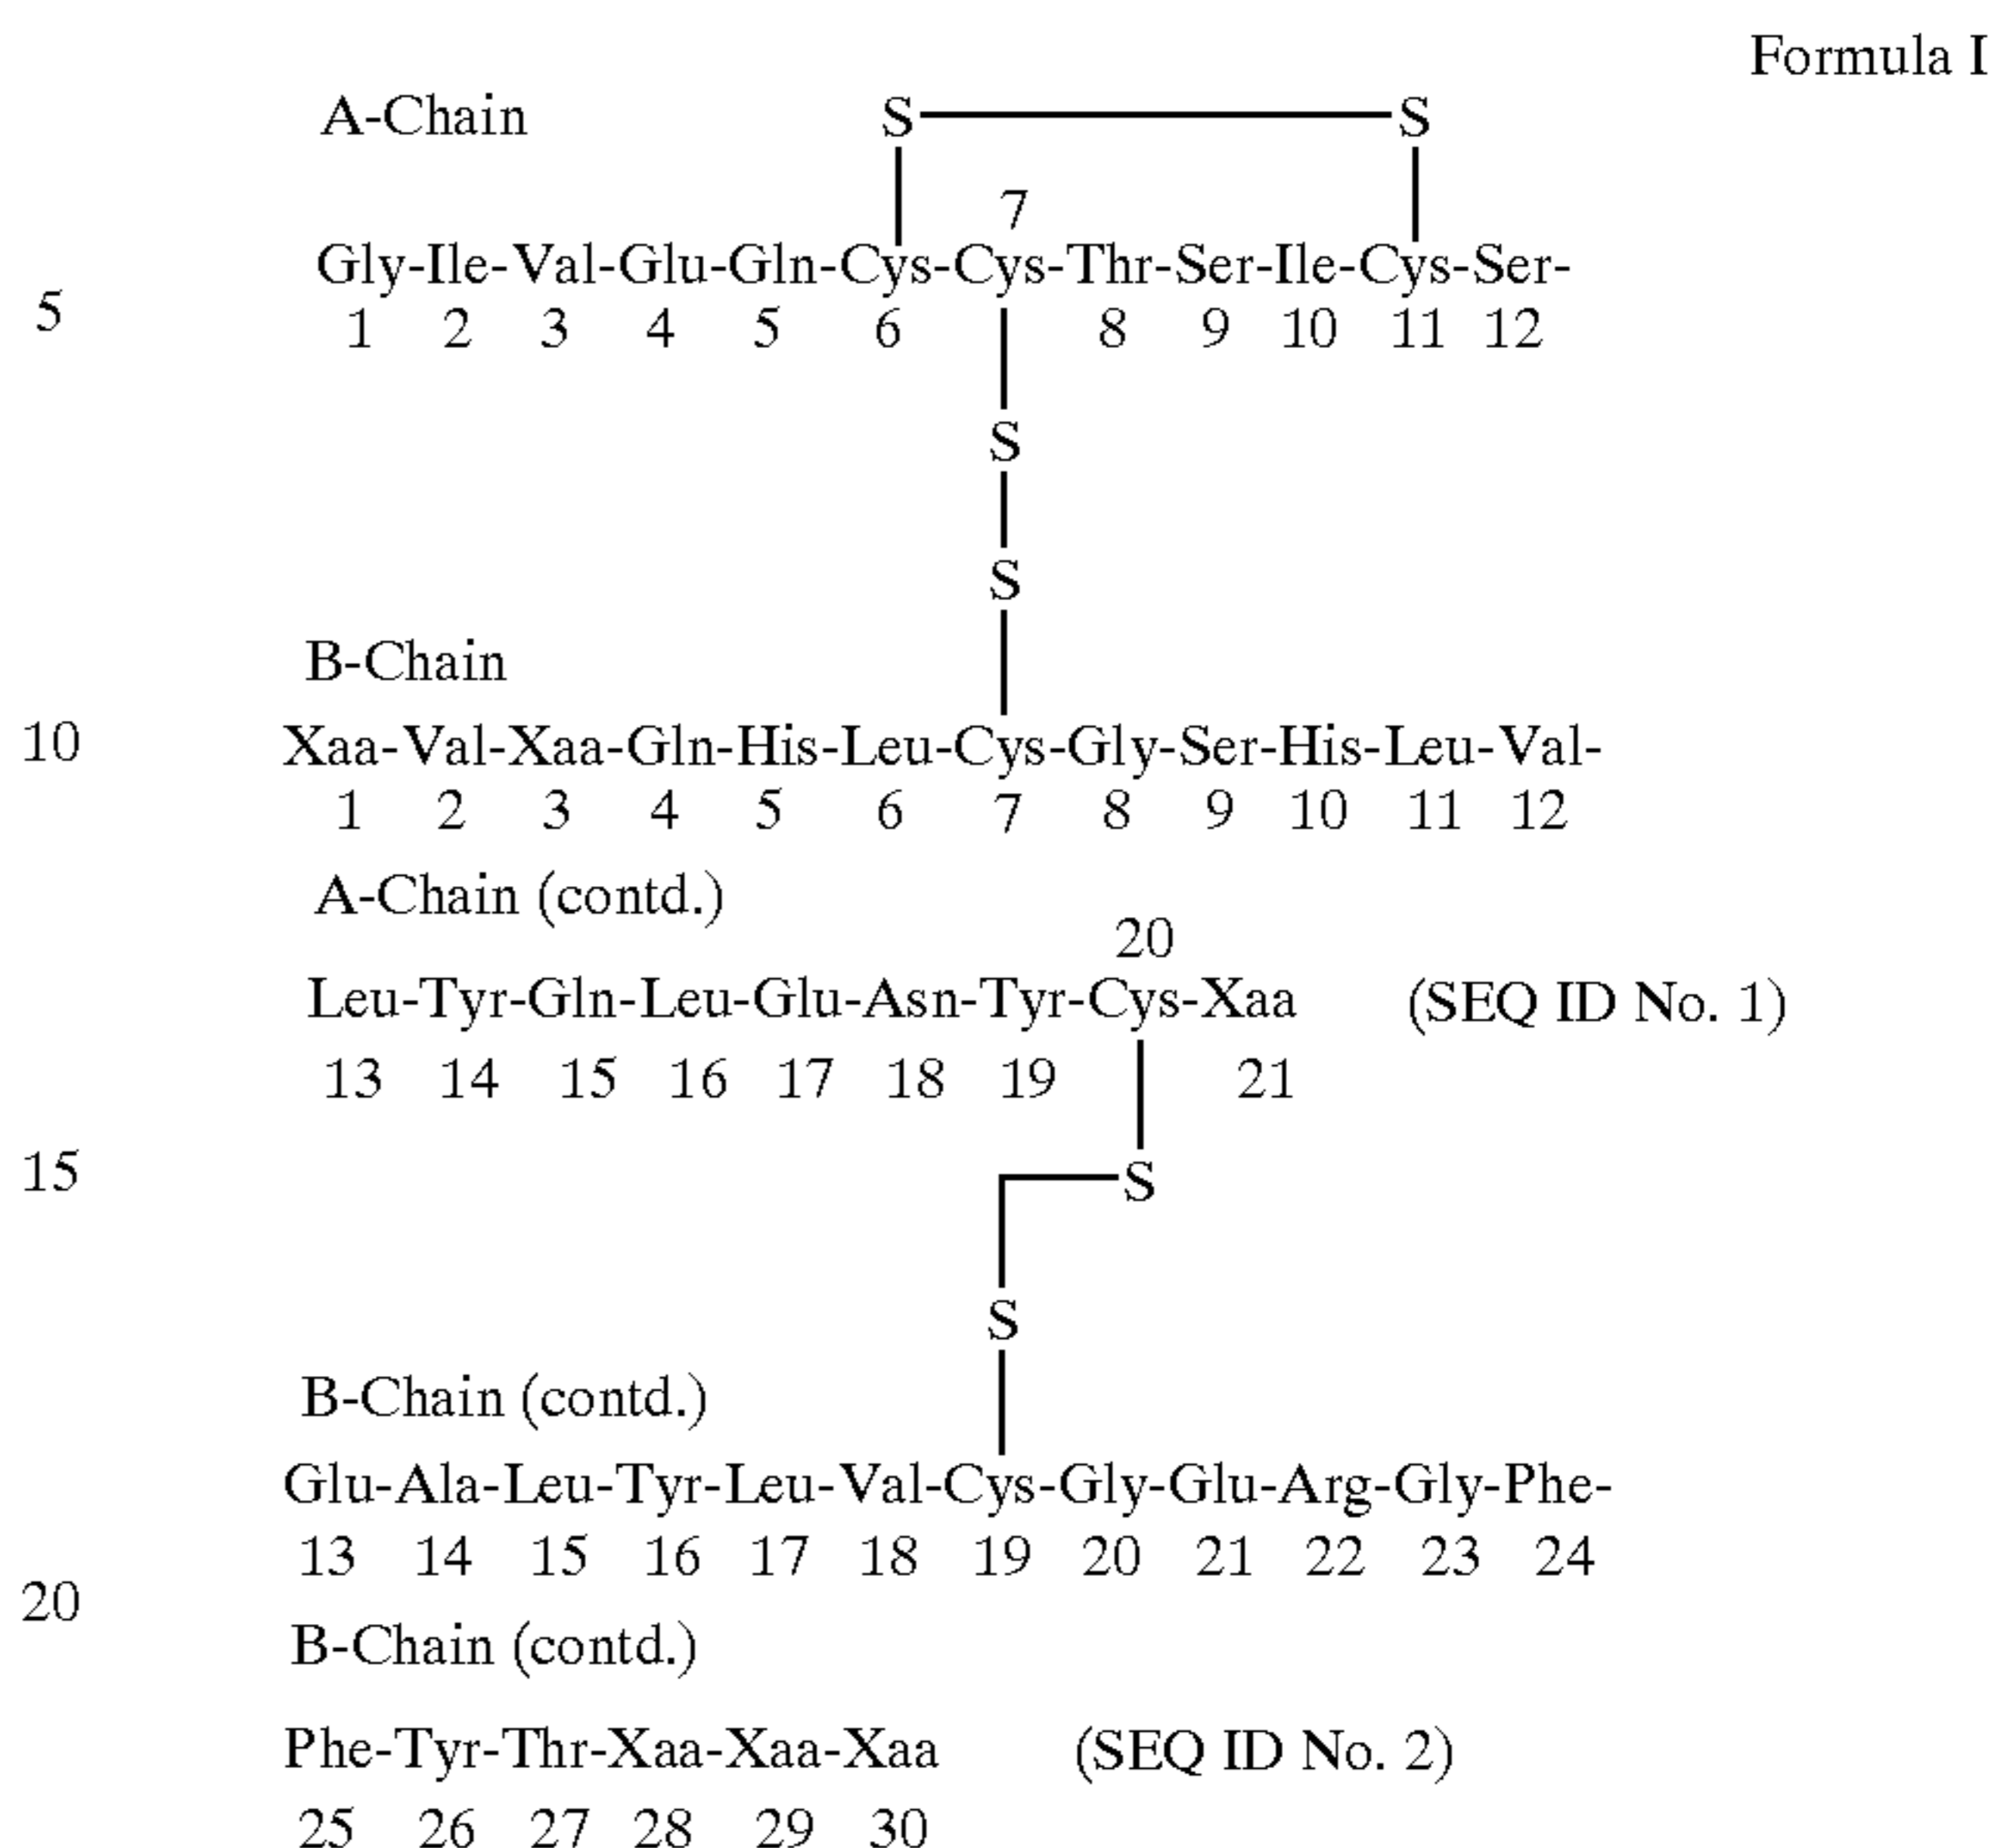 Formula I
A-Chain
S S
7
Gly-Ile-Val-Glu-Gln-Cys-Cys-Thr-Ser-Ile-Cys-Ser-
5
1 2 3 4 5 6 8 9 10 11 12
S
S
B-Chain
10 Xaa-Val-Xaa-Gln-His-Leu-Cys-Gly-Ser-His-Leu-Val-
1 2 3 4 5 6 7 8 9 10 11 12
A-Chain (contd.)
20
Leu-Tyr-Gln-Leu-Glu-Asn-Tyr-Cys-Xaa (SEQ ID No. 1)
13 14 15 16 17 18 19 21
15 S
S
B-Chain (contd.)
Glu-Ala-Leu-Tyr-Leu-Val-Cys-Gly-Glu-Arg-Gly-Phe-
13 14 15 16 17 18 19 20 21 22 23 24
20
B-Chain (contd.)
Phe-Tyr-Thr-Xaa-Xaa-Xaa (SEQ ID No. 2)
25 26 27 28 29 30